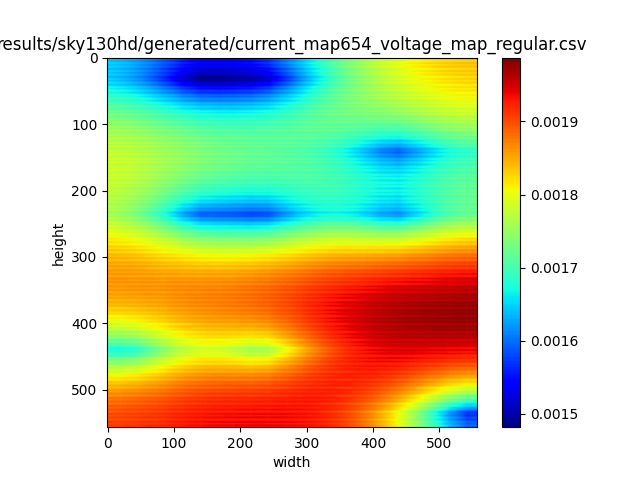 results/sky130hd/generated/current_map654_voltage_map_regular.csv
0
100
200
300
400
500
height
0 100 200 300 400 500
width
0.0019
0.0018
0.0017
0.0016
0.0015